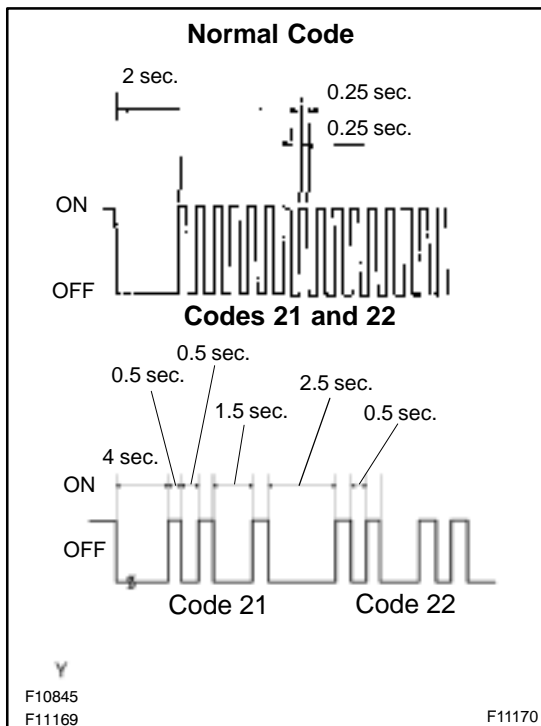 Normal Code
2 sec.
0.25 sec.
0.25 sec.
ON
OFF
Codes 21 and 22
0.5 sec.
0.5 sec.
2.5 sec.
1.5 sec.
0.5 sec.
4 sec.
ON
OFF
Code 21
Code 22
Y
F10845
F11169
F11170